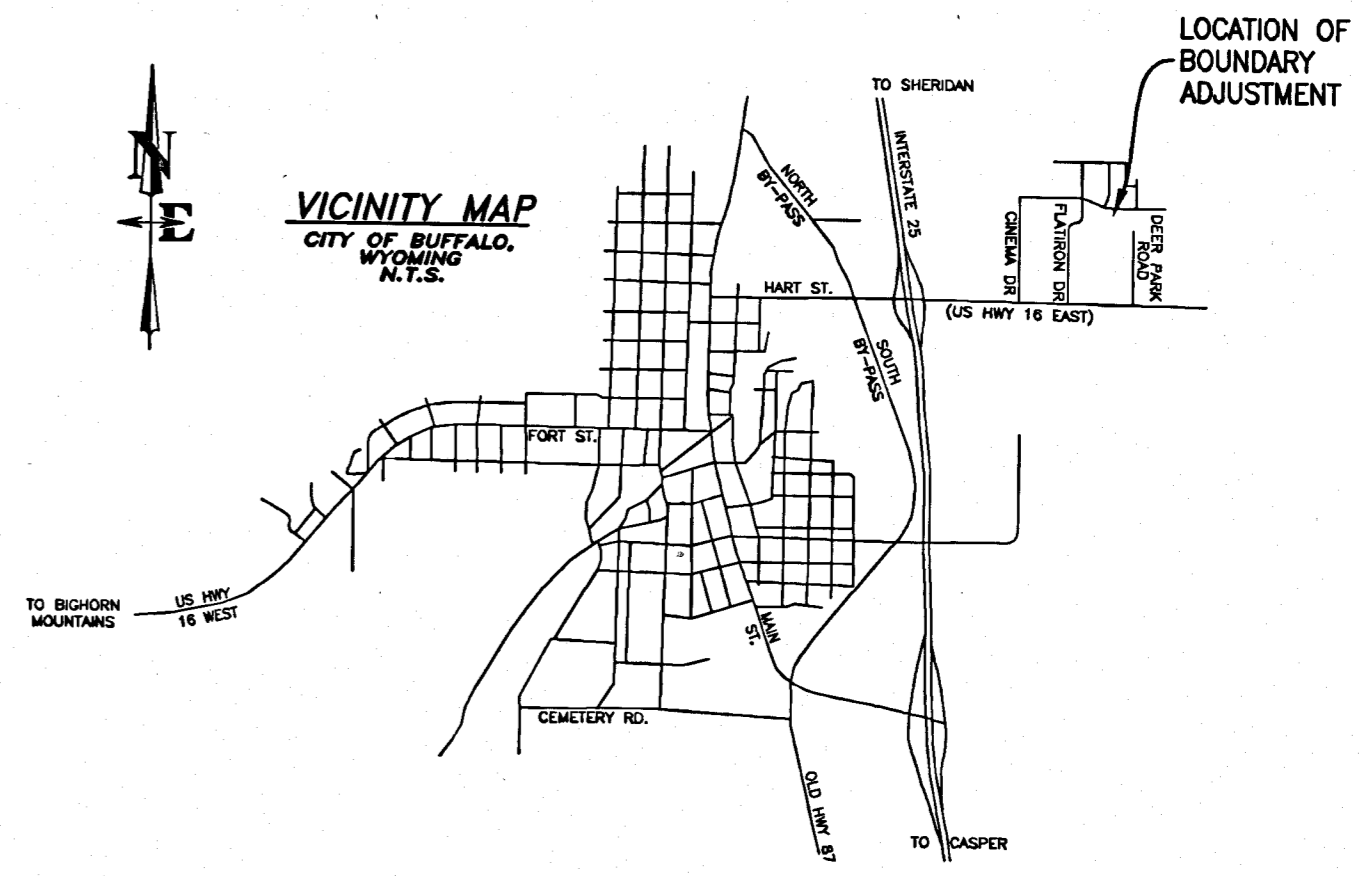 LOCATION OF
BOUNDARY
ADJUSTMENT
TO SHERIDAN
N
E
VICINITY MAP
CITY OF BUFFALO,
WYOMING
N.T.S.
NORTH
BY-PASS
INTERSTATE 25
CINEMA DR
FLATIRON DR
DEER PARK
ROAD
HART ST.
(US HWY 16 EAST)
SOUTH
BY-PASS
FORT ST.
TO BIGHORN
MOUNTAINS
US HWY
16 WEST
MAIN
ST.
CEMETERY RD.
OLD HWY 87
TO CASPER